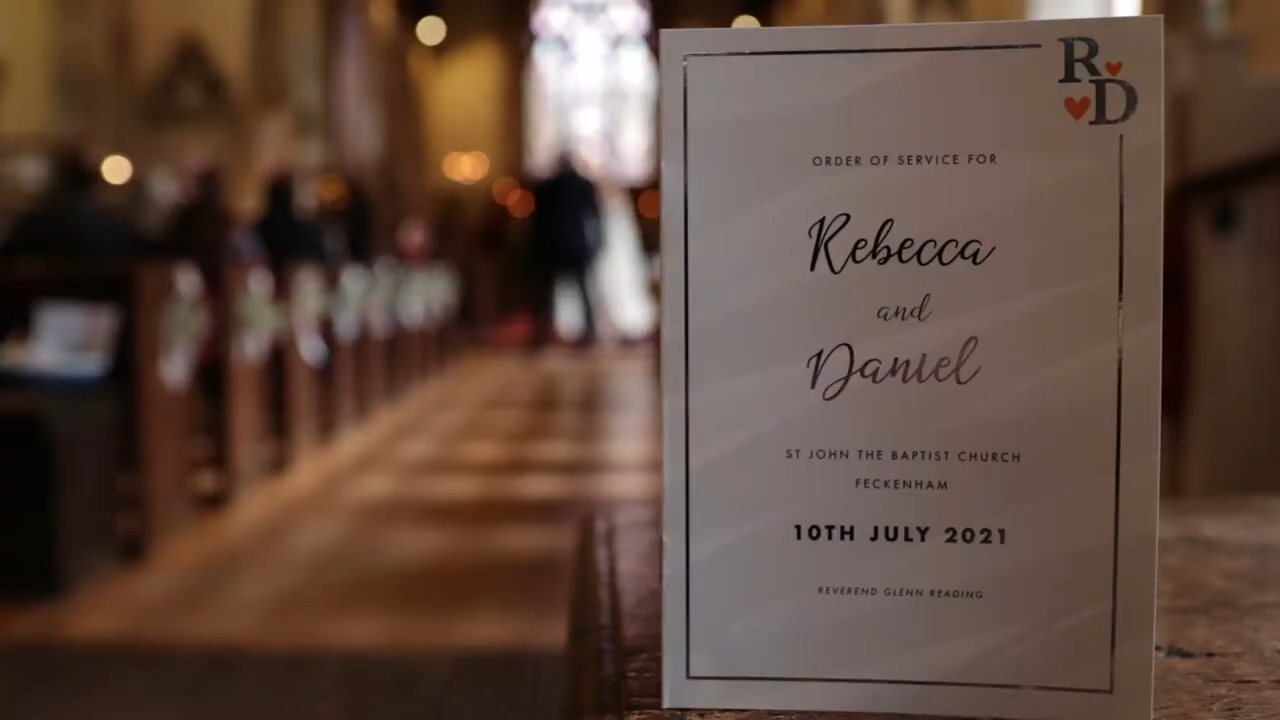 R
D
ORDER OF SERVICE FOR
Rebecca
and
Daniel
ST JOHN THE BAPTIST CHURCH
FECKENHAM
10TH JULY 2021
REVEREND GLENN READING